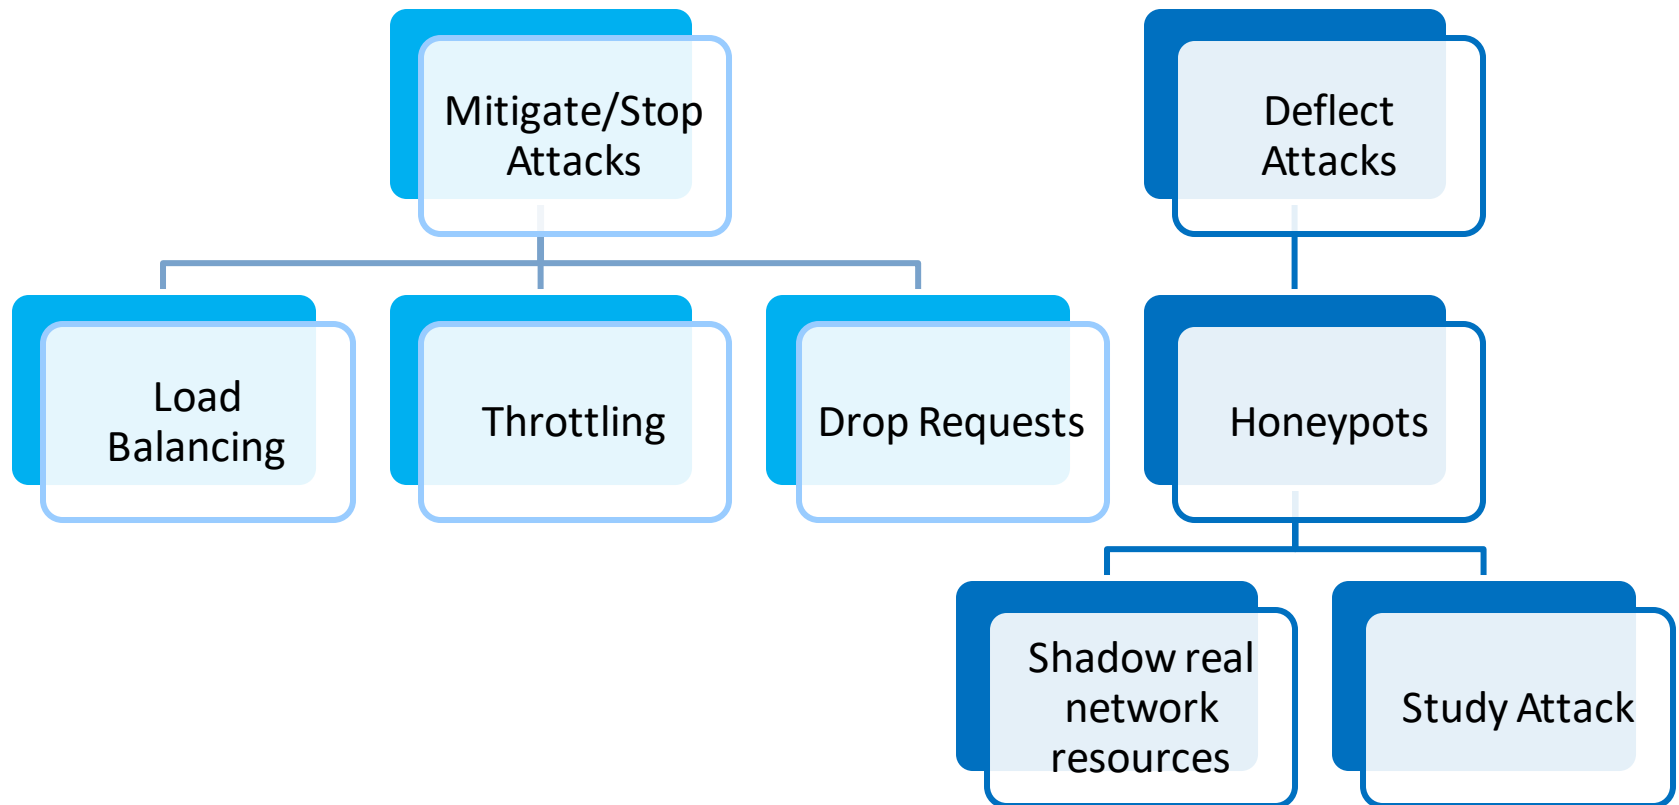 Mitigate/Stop
Attacks
Deflect
Attacks
Load
Balancing
Throttling
Drop Requests
Honeypots
Shadow real
network
resources
Study Attack